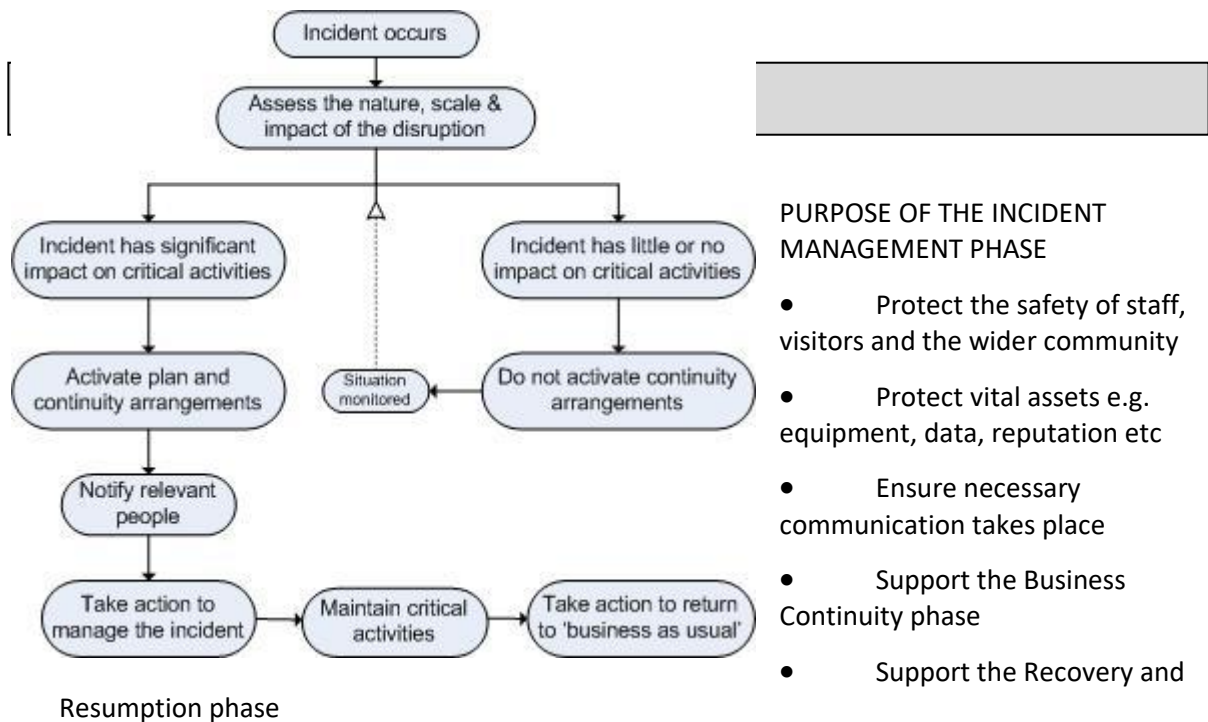 Incident occurs
Assess the nature, scale &
impact of the disruption
Incident has significant
impact on critical activities
Incident has little or no
impact on critical activities
Activate plan and
continuity arrangements
Situation
monitored
Do not activate continuity
arrangements
Notify relevant
people
Take action to
manage the incident
Maintain critical
activities
Take action to return
to 'business as usual'
PURPOSE OF THE INCIDENT
MANAGEMENT PHASE
• Protect the safety of staff,
visitors and the wider community
• Protect vital assets e.g.
equipment, data, reputation etc
• Ensure necessary
communication takes place
• Support the Business
Continuity phase
• Support the Recovery and
Resumption phase